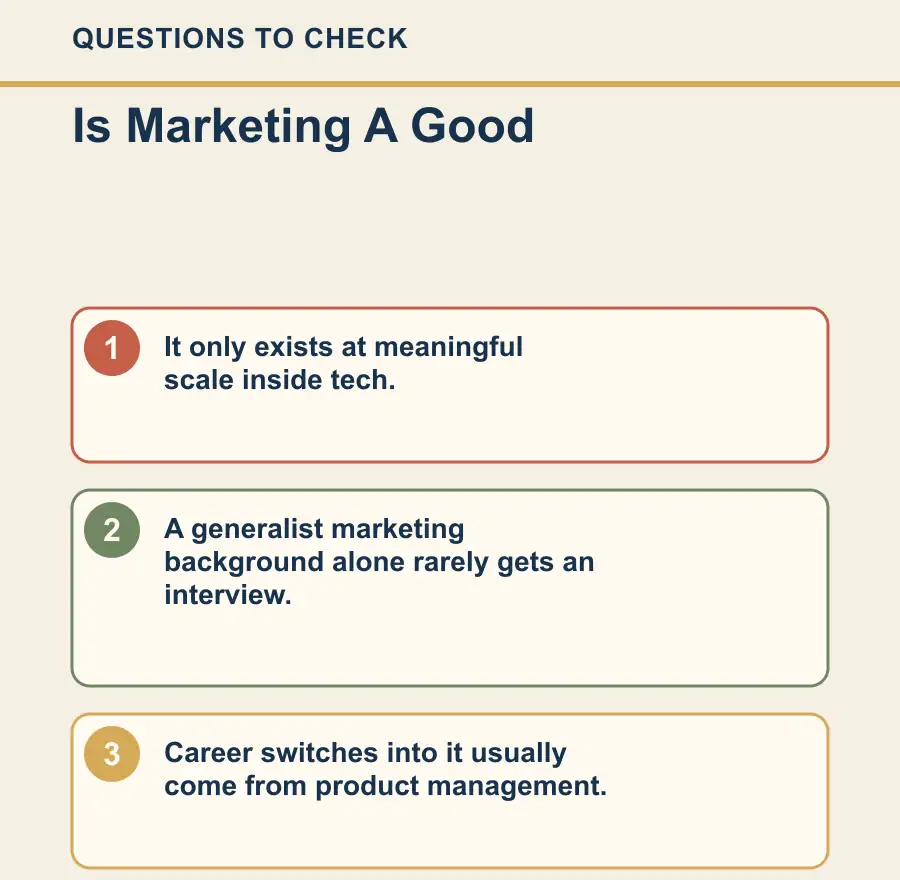 QUESTIONS TO CHECK
Is Marketing A Good
1
It only exists at meaningful
scale inside tech.
2
A generalist marketing
background alone rarely gets an
interview.
3
Career switches into it usually
come from product management.